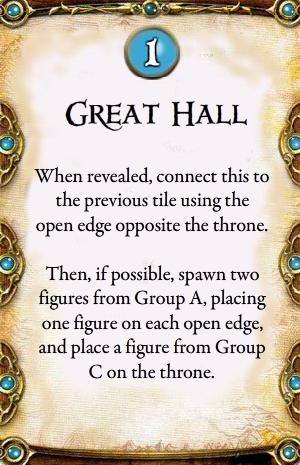 1
GREAT HALL
When revealed, connect this to
the previous tile using the
open edge opposite the throne.
Then, if possible, spawn two
figures from Group A, placing
one figure on each open edge,
and place a figure from Group
C on the throne.